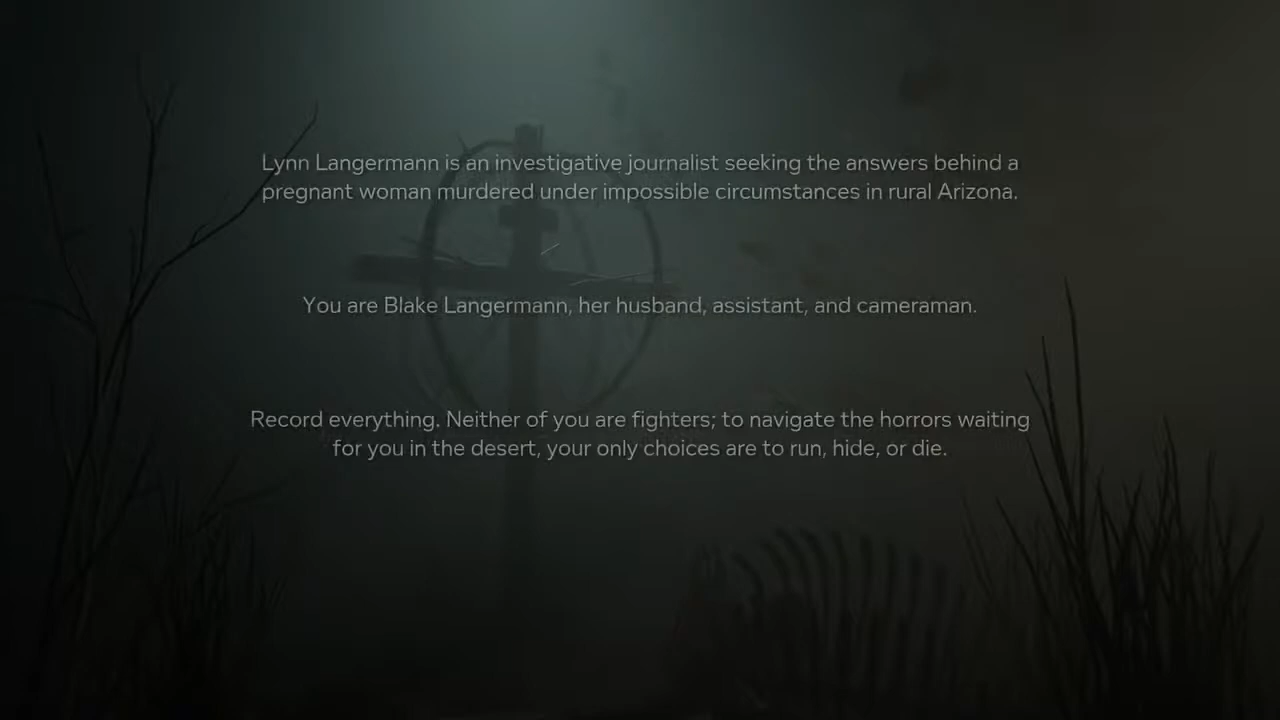 Lynn Langermann is an investigative journalist seeking the answers behind a
pregnant woman murdered under impossible circumstances in rural Arizona.
You are Blake Langermann, her husband, assistant, and cameraman.
Record everything. Neither of you are fighters; to navigate the horrors waiting
for you in the desert, your only choices are to run, hide, or die.